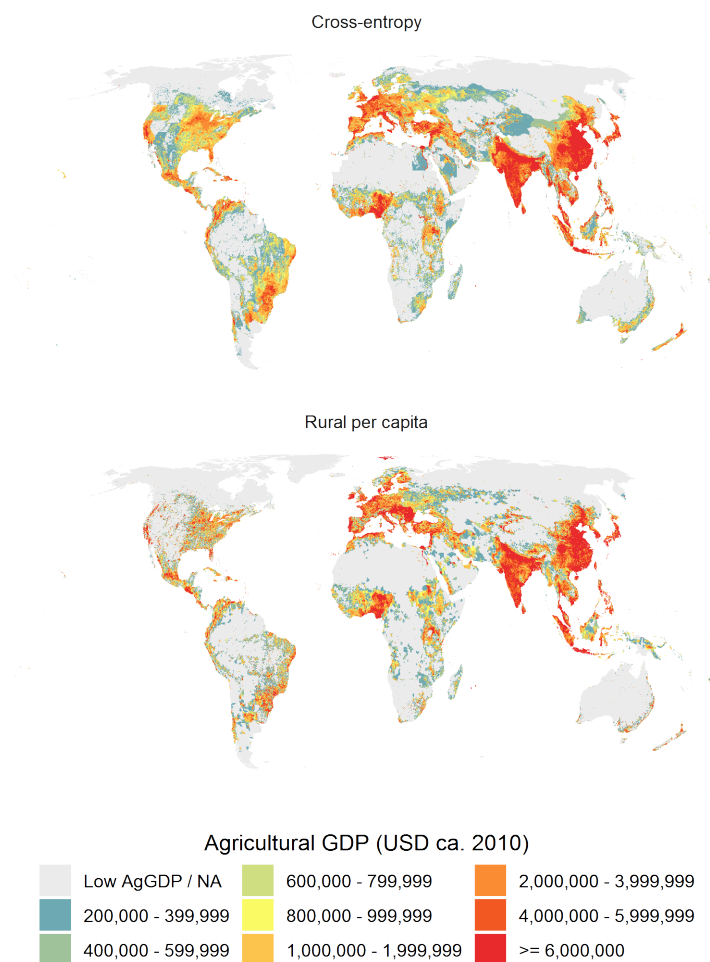 Cross-entropy
Rural per capita
Agricultural GDP (USD ca. 2010)
Low AgGDP / NA
600,000 - 799,999
2,000,000 - 3,999,999
200,000 - 399,999
800,000 - 999,999
4,000,000 - 5,999,999
400,000 - 599,999
1,000,000 - 1,999,999
>= 6,000,000